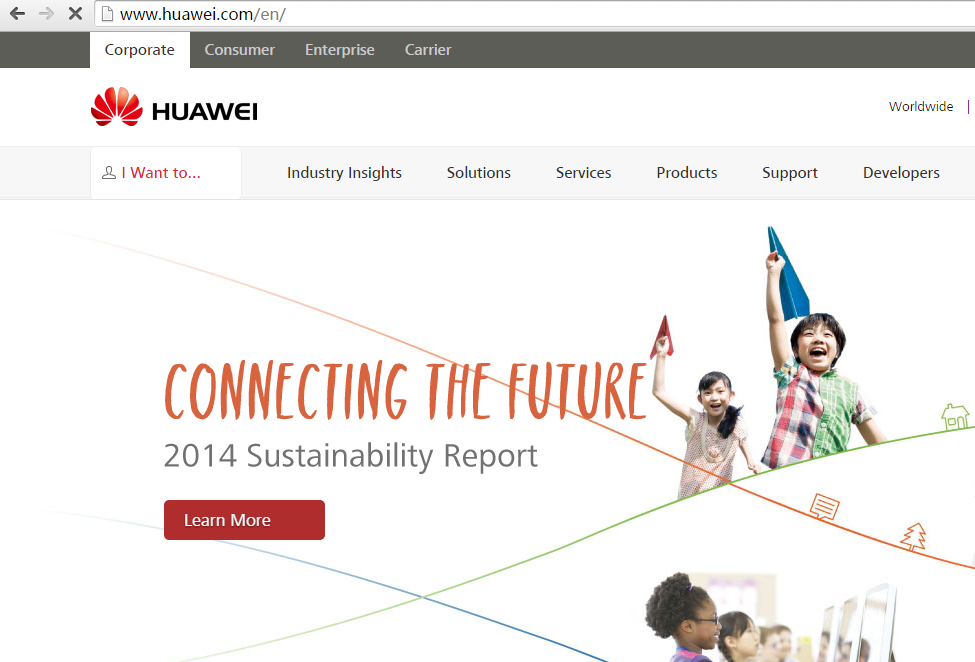 www.huawei.com/en/
Corporate Consumer Enterprise Carrier
HUAWEI
Worldwide |
I Want to... Industry Insights Solutions Services Products Support Developers
CONNECTING THE FUTURE
2014 Sustainability Report
Learn More